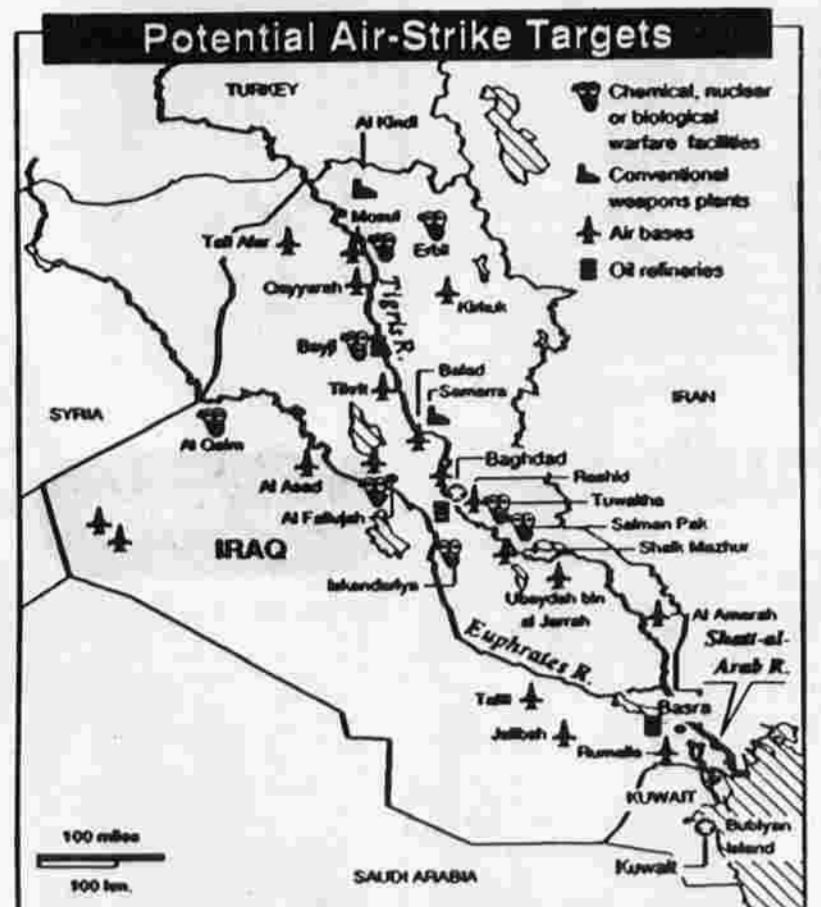 Potential Air-Strike Targets
TURKEY
Al Kindi
Chemical, nuclear
or biological
warfare facilities
Conventional
weapons plants
Air bases
Oil refineries
Mosul
Tall Afar
Erbil
Qayyarah
Kirkuk
Tigris R.
Bayji
Tikrit
Balad
Samarra
SYRIA
IRAN
Al Qaim
Baghdad
Al Asad
Rashid
Tuwaitha
Al Fallujah
Salman Pak
IRAQ
Shaik Mazhur
Iskenderiya
Ubaydah bin
al Jarrah
Al Amarah
Euphrates R.
Shatt-al-
Arab R.
Talil
Basra
Jalibah
Rumaila
KUWAIT
Bubiyan
Island
Kuwait
100 miles
100 km.
SAUDI ARABIA